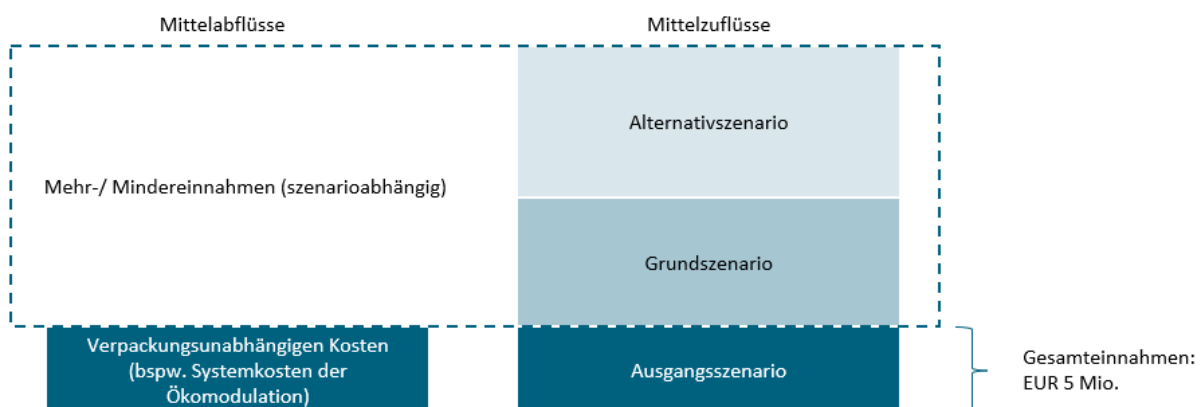 Mittelabflüsse
Mittelzuflüsse
Alternativszenario
Mehr-/ Mindereinnahmen (szenarioabhängig)
Grundszenario
Verpackungsunabhängigen Kosten
(bspw. Systemkosten der
Ökomodulation)
Ausgangsszenario
Gesamteinnahmen:
EUR 5 Mio.